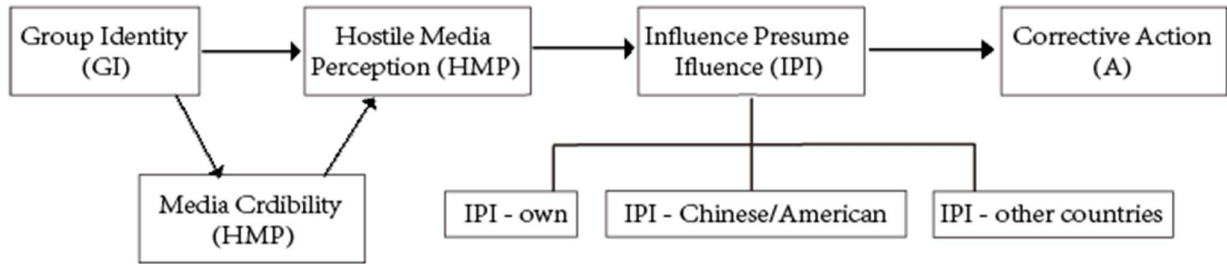 Group Identity
(GI)
Hostile Media
Perception (HMP)
Influence Presume
Ifluence (IPI)
Corrective Action
(A)
Media Crdibility
(HMP)
IPI - own
IPI - Chinese/American
IPI - other countries